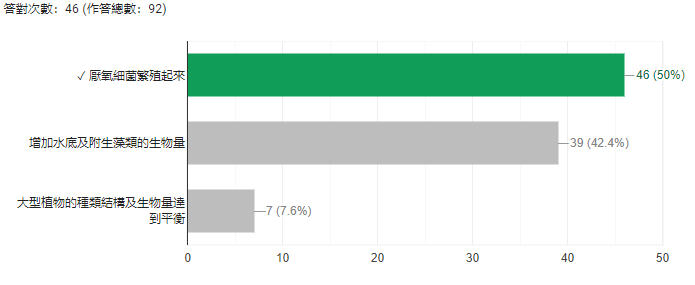 答對次數：46 (作答總數：92)
✓ 厭氧細菌繁殖起來
46 (50%)
增加水底及附生藻類的生物量
39 (42.4%)
大型植物的種類結構及生物量達
到平衡
7 (7.6%)
0 10 20 30 40 50